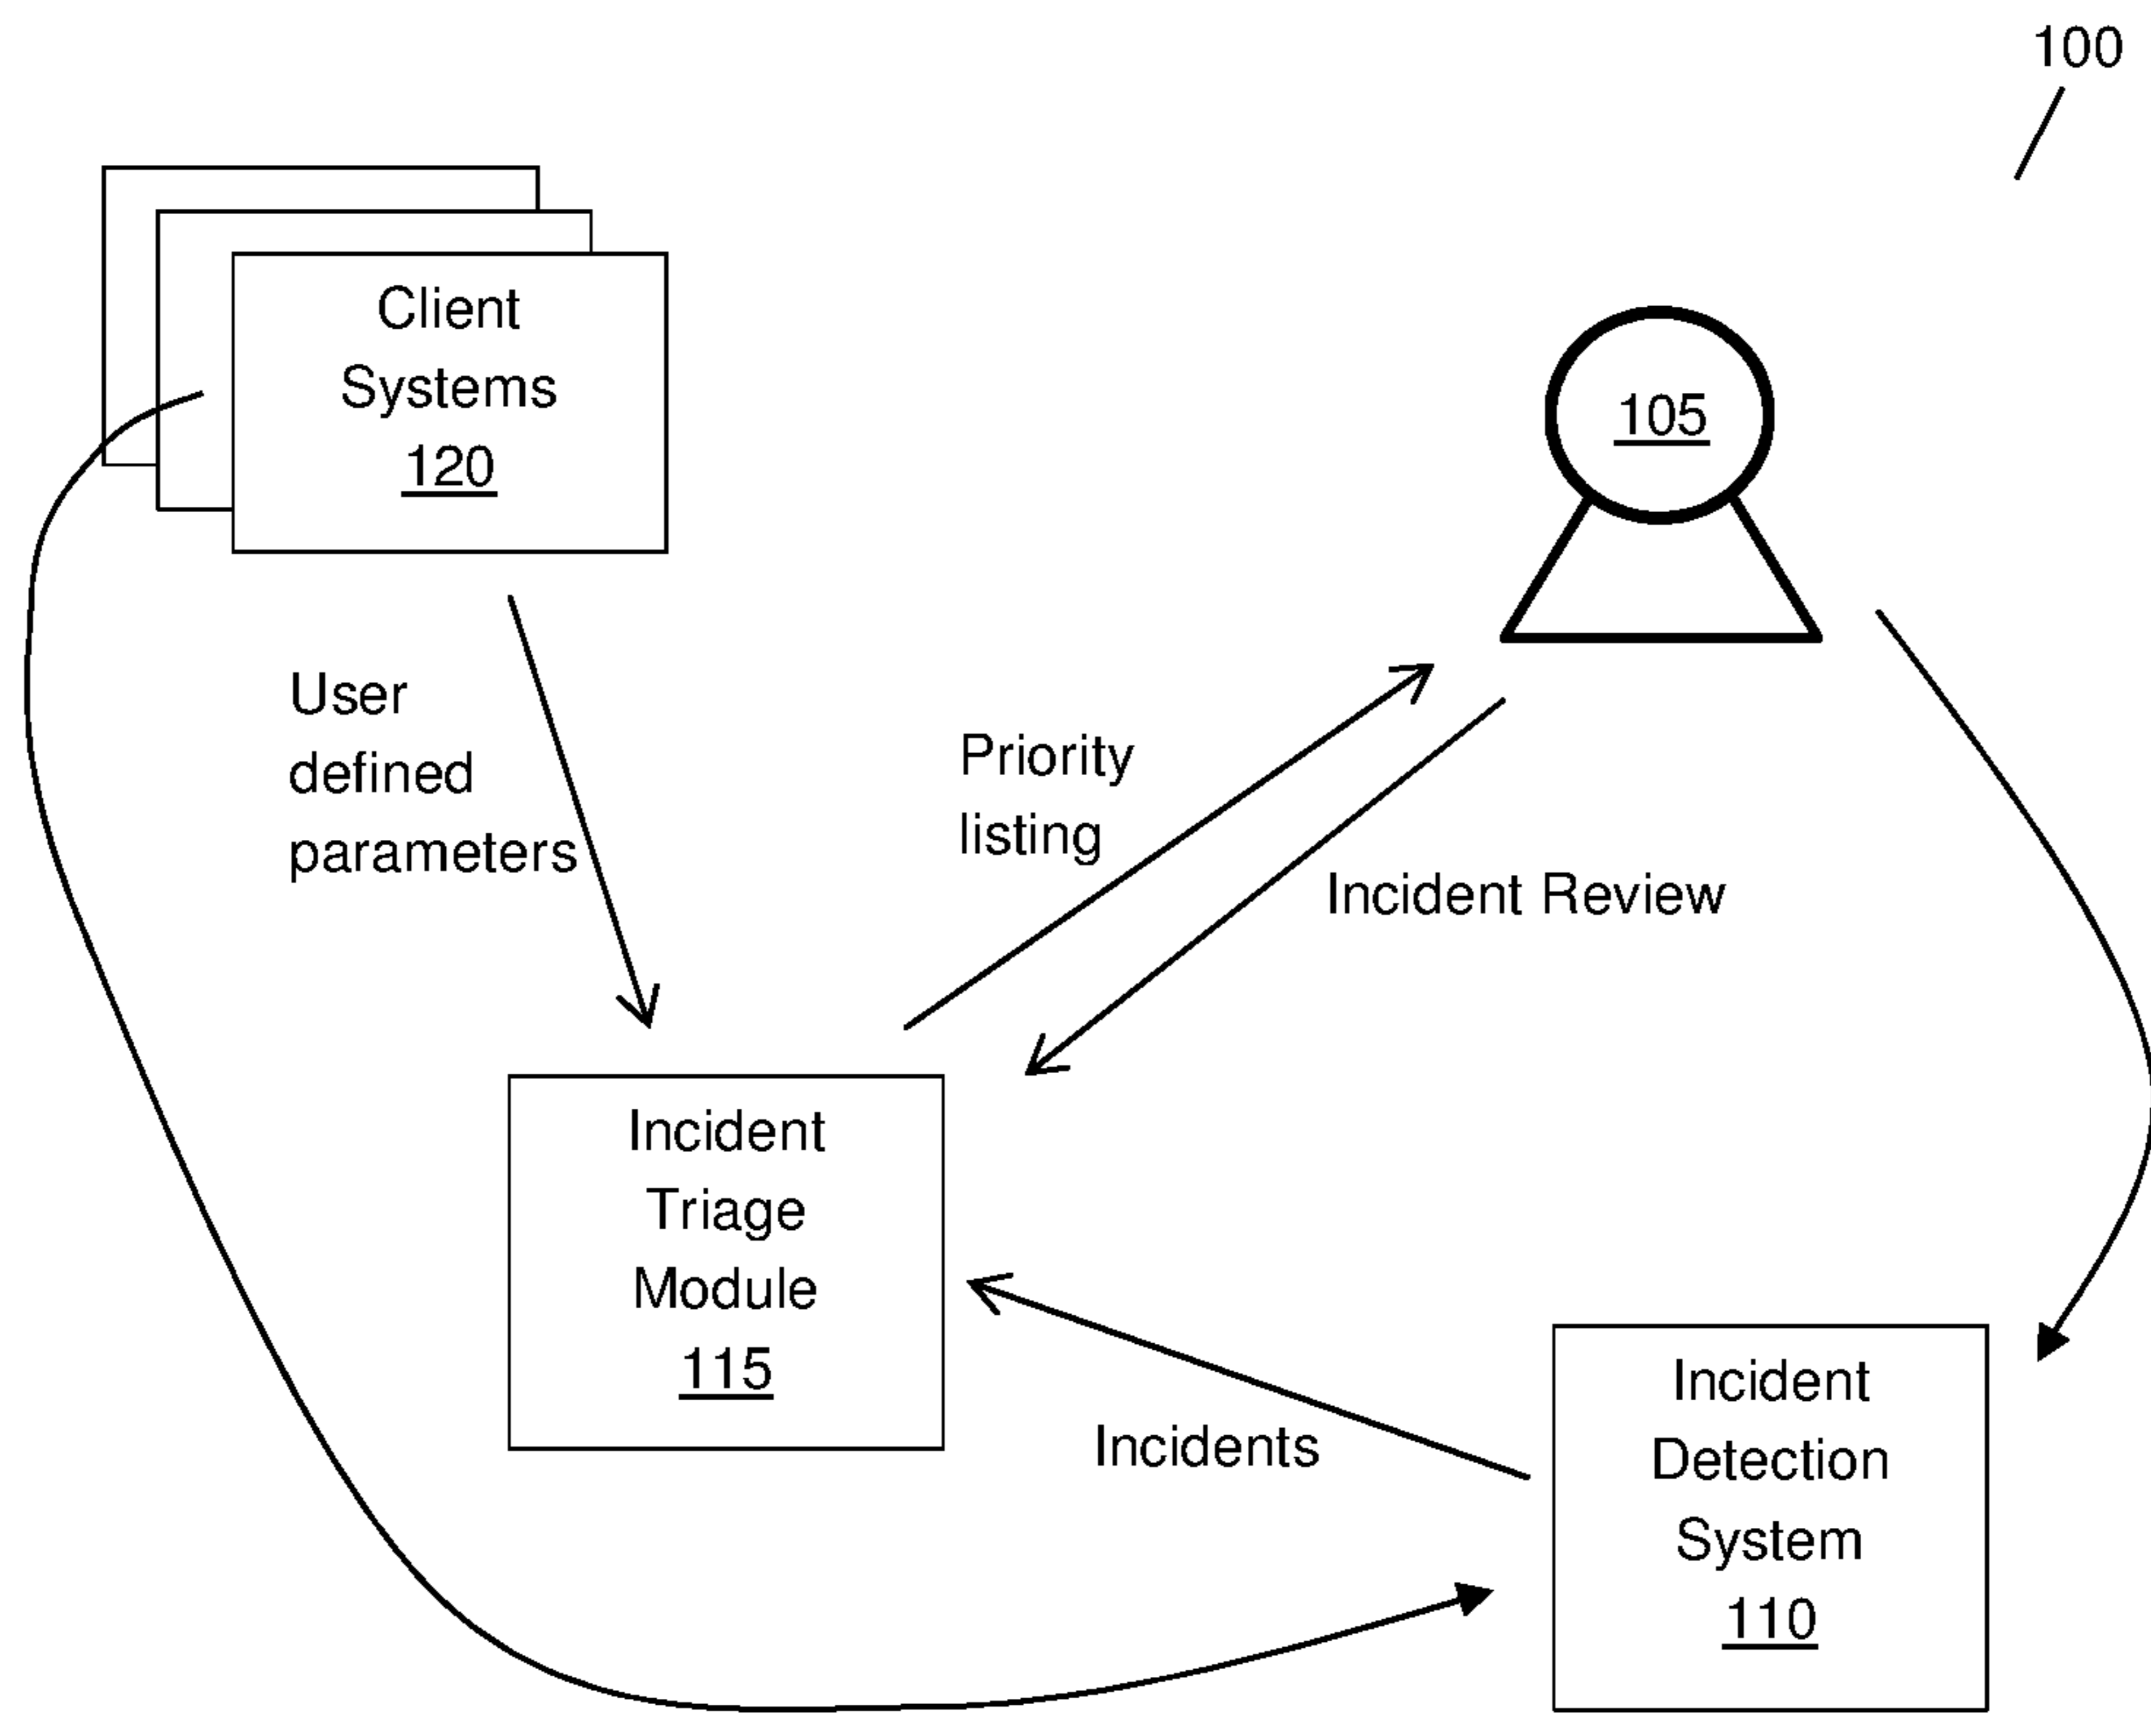 100
Client
Systems
120
105
User
defined
parameters
Priority
listing
Incident Review
Incident
Triage
Module
115
Incidents
Incident
Detection
System
110